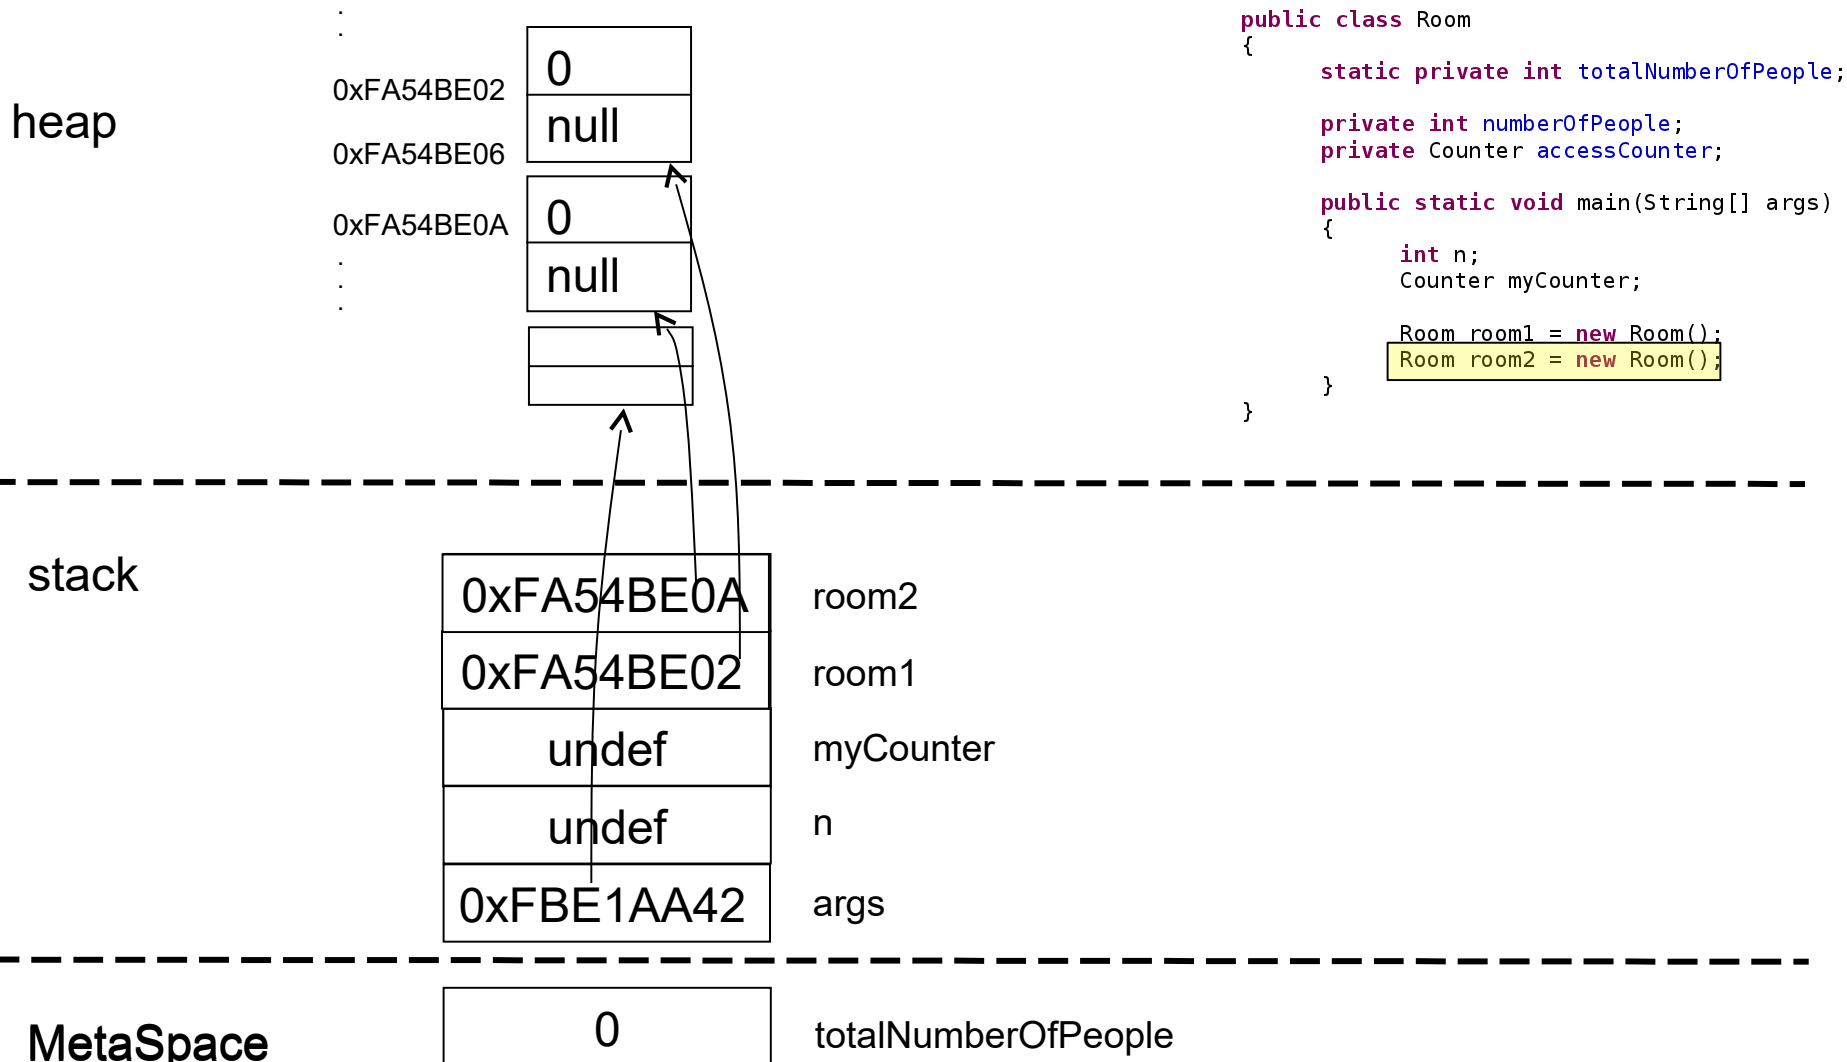 heap
.
.
0xFA54BE02
0xFA54BE06
0xFA54BE0A
.
.
.
0
null
0
null
public class Room
{
static private int totalNumberOfPeople;
private int numberOfPeople;
private Counter accessCounter;
public static void main(String[] args)
{
int n;
Counter myCounter;
Room room1 = new Room();
Room room2 = new Room();
}
}
stack
0xFA54BE0A room2
0xFA54BE02 room1
undef myCounter
undef n
0xFBE1AA42 args
MetaSpace
0 totalNumberOfPeople